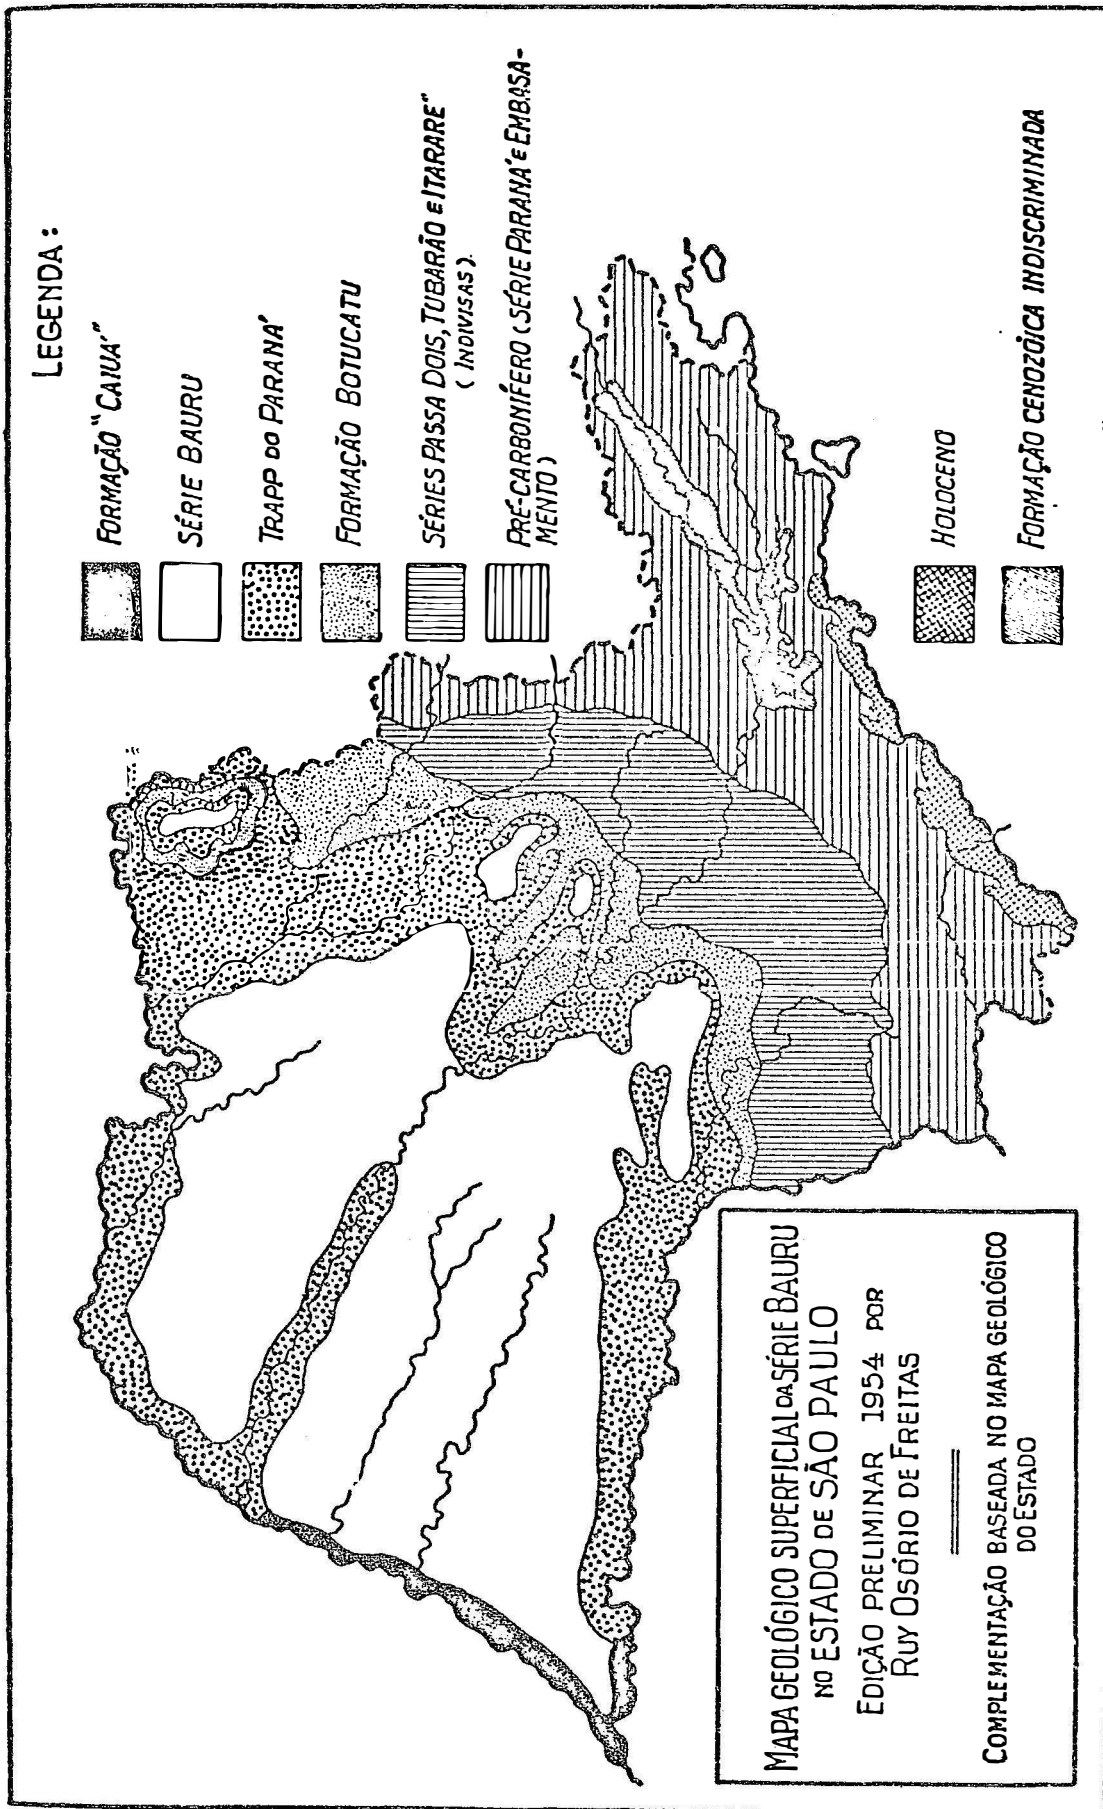 LEGENDA:
FORMAÇÃO "CAIUÁ"
SÉRIE BAURU
TRAPP DO PARANÁ
FORMAÇÃO BOTUCATU
SÉRIES PASSA DOIS, TUBARÃO E ITARARE"
( INDIVISAS ).
PRÉ-CARBONÍFERO (SÉRIE PARANÁ E EMBASA-
MENTO)
HOLOCENO
FORMAÇÃO CENOZÓICA INDISCRIMINADA
MAPA GEOLÓGICO SUPERFICIAL DA SÉRIE BAURU
NO ESTADO DE SÃO PAULO
EDIÇÃO PRELIMINAR 1954 POR
RUY OSÓRIO DE FREITAS
COMPLEMENTAÇÃO BASEADA NO MAPA GEOLÓGICO
DO ESTADO